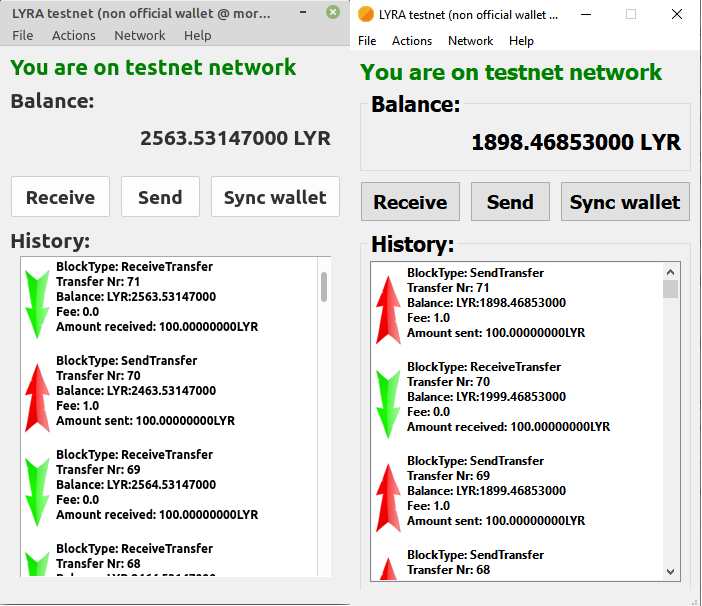 LYRA testnet (non official wallet @ mor...
File Actions Network Help
You are on testnet network
Balance:
2563.53147000 LYR
Receive Send Sync wallet
History:
BlockType: ReceiveTransfer
Transfer Nr: 71
Balance: LYR:2563.53147000
Fee: 0.0
Amount received: 100.00000000LYR
BlockType: SendTransfer
Transfer Nr: 70
Balance: LYR:2463.53147000
Fee: 1.0
Amount sent: 100.00000000LYR
BlockType: ReceiveTransfer
Transfer Nr: 69
Balance: LYR:2564.53147000
Fee: 0.0
Amount received: 100.00000000LYR
BlockType: ReceiveTransfer
Transfer Nr: 68
Balance: LYR:2464.53147000
LYRA testnet (non official wallet ...
File Actions Network Help
You are on testnet network
Balance:
1898.46853000 LYR
Receive Send Sync wallet
History:
BlockType: SendTransfer
Transfer Nr: 71
Balance: LYR:1898.46853000
Fee: 1.0
Amount sent: 100.00000000LYR
BlockType: ReceiveTransfer
Transfer Nr: 70
Balance: LYR:1999.46853000
Fee: 0.0
Amount received: 100.00000000LYR
BlockType: SendTransfer
Transfer Nr: 69
Balance: LYR:1899.46853000
Fee: 1.0
Amount sent: 100.00000000LYR
BlockType: SendTransfer
Transfer Nr: 68